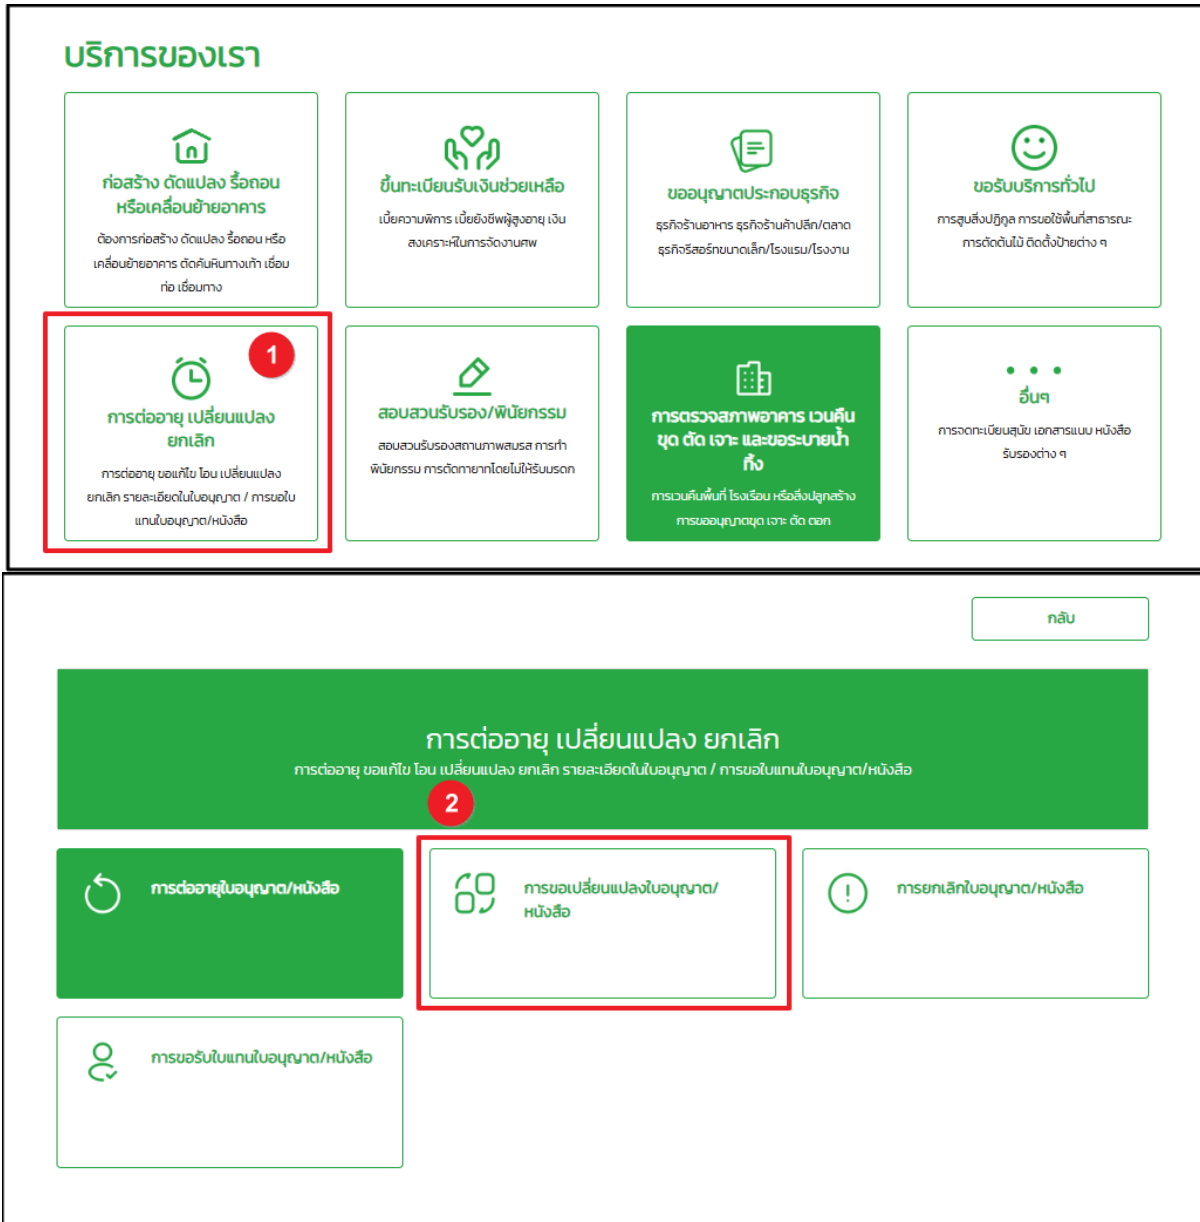 บริการของเรา
ก่อสร้าง ดัดแปลง รื้อถอน
หรือเคลื่อนย้ายอาคาร
ต้องการก่อสร้าง ดัดแปลง รื้อถอน หรือ
เคลื่อนย้ายอาคาร ตัดคันหินทางเท้า เชื่อม
ท่อ เชื่อมทาง
ขึ้นทะเบียนรับเงินช่วยเหลือ
เบี้ยความพิการ เบี้ยยังชีพผู้สูงอายุ เงิน
สงเคราะห์ในการจัดงานศพ
ขออนุญาตประกอบธุรกิจ
ธุรกิจร้านอาหาร ธุรกิจร้านค้าปลีก/ตลาด
ธุรกิจรีสอร์ทขนาดเล็ก/โรงแรม/โรงงาน
ขอรับบริการทั่วไป
การสูบสิ่งปฏิกูล การขอใช้พื้นที่สาธารณะ
การตัดต้นไม้ ติดตั้งป้ายต่าง ๆ
1
การต่ออายุ เปลี่ยนแปลง
ยกเลิก
การต่ออายุ ขอแก้ไข โอน เปลี่ยนแปลง
ยกเลิก รายละเอียดในใบอนุญาต / การขอใบ
แทนใบอนุญาต/หนังสือ
สอบสวนรับรอง/พินัยกรรม
สอบสวนรับรองสถานภาพสมรส การทำ
พินัยกรรม การตัดทายาทโดยไม่ให้รับมรดก
การตรวจสภาพอาคาร เวนคืน
ขุด ตัด เจาะ และขอระบายน้ำ
ทิ้ง
การเวนคืนพื้นที่ โรงเรือน หรือสิ่งปลูกสร้าง
การขออนุญาตขุด เจาะ ตัด ตอก
อื่นๆ
การจดทะเบียนสุนัข เอกสารแนบ หนังสือ
รับรองต่าง ๆ
กลับ
การต่ออายุ เปลี่ยนแปลง ยกเลิก
การต่ออายุ ขอแก้ไข โอน เปลี่ยนแปลง ยกเลิก รายละเอียดในใบอนุญาต / การขอใบแทนใบอนุญาต/หนังสือ
2
การต่ออายุใบอนุญาต/หนังสือ
การขอเปลี่ยนแปลงใบอนุญาต/
หนังสือ
การยกเลิกใบอนุญาต/หนังสือ
การขอรับใบแทนใบอนุญาต/หนังสือ